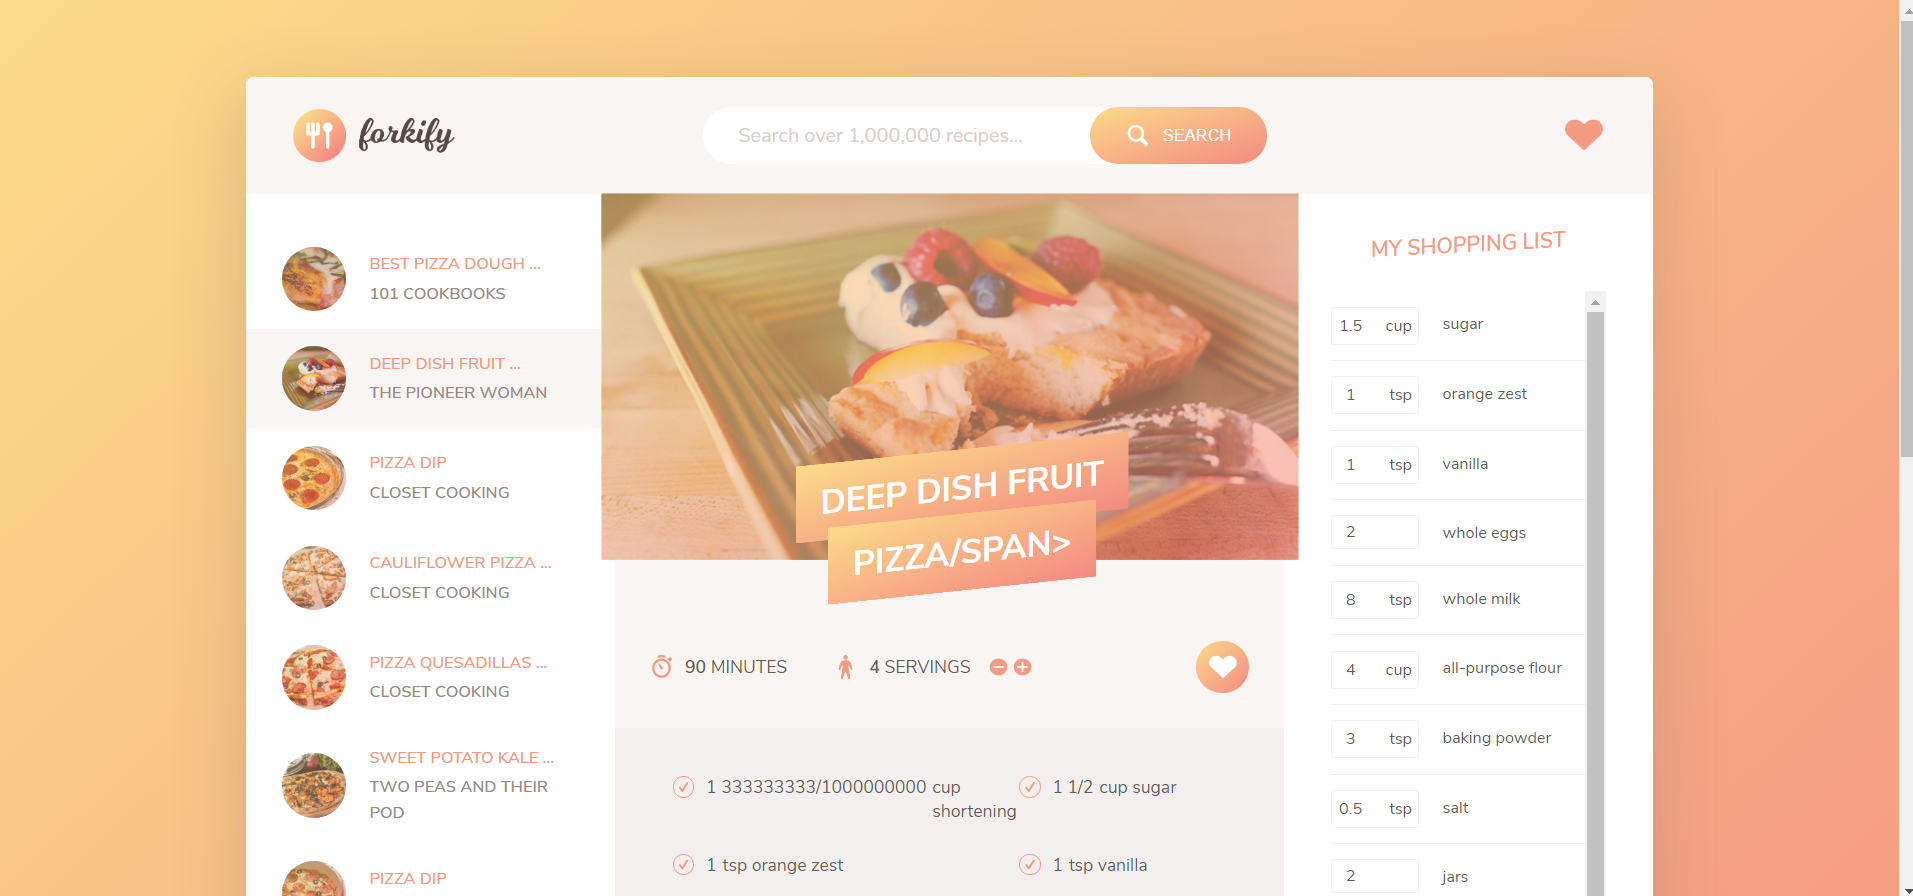 forkify
Search over 1,000,000 recipes...
SEARCH
BEST PIZZA DOUGH ...
101 COOKBOOKS
DEEP DISH FRUIT ...
THE PIONEER WOMAN
PIZZA DIP
CLOSET COOKING
CAULIFLOWER PIZZA ...
CLOSET COOKING
PIZZA QUESADILLAS ...
CLOSET COOKING
SWEET POTATO KALE ...
TWO PEAS AND THEIR
POD
PIZZA DIP
DEEP DISH FRUIT
PIZZA/SPAN>
90 MINUTES
4 SERVINGS
1 333333333/1000000000 cup
shortening
1 1/2 cup sugar
1 tsp orange zest
1 tsp vanilla
MY SHOPPING LIST
1.5 cup sugar
1 tsp orange zest
1 tsp vanilla
2 whole eggs
8 tsp whole milk
4 cup all-purpose flour
3 tsp baking powder
0.5 tsp salt
2 jars